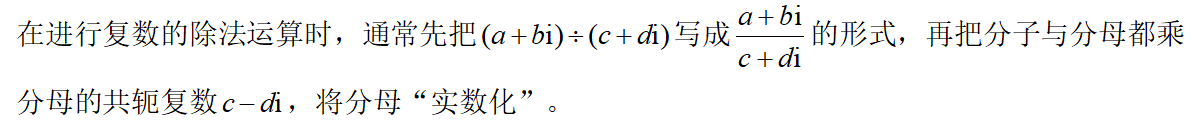 在进行复数的除法运算时，通常先把(a+bi)÷(c+di)写成\frac{a+bi}{c+di}的形式，再把分子与分母都乘
分母的共轭复数c−di，将分母“实数化”。